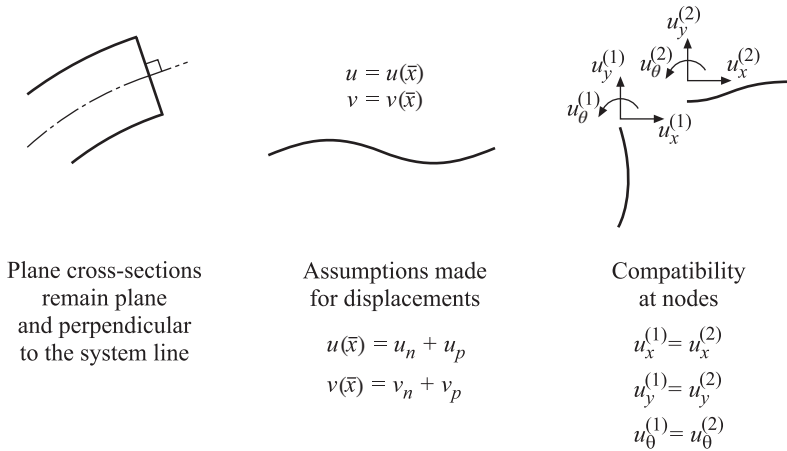 u = u(x̄)
v = v(x̄)
u_y^(2)
u_θ^(2)
u_x^(2)
u_y^(1)
u_θ^(1)
u_x^(1)
Plane cross-sections
remain plane
and perpendicular
to the system line
Assumptions made
for displacements
u(x̄) = u_n + u_p
v(x̄) = v_n + v_p
Compatibility
at nodes
u_x^(1) = u_x^(2)
u_y^(1) = u_y^(2)
u_θ^(1) = u_θ^(2)